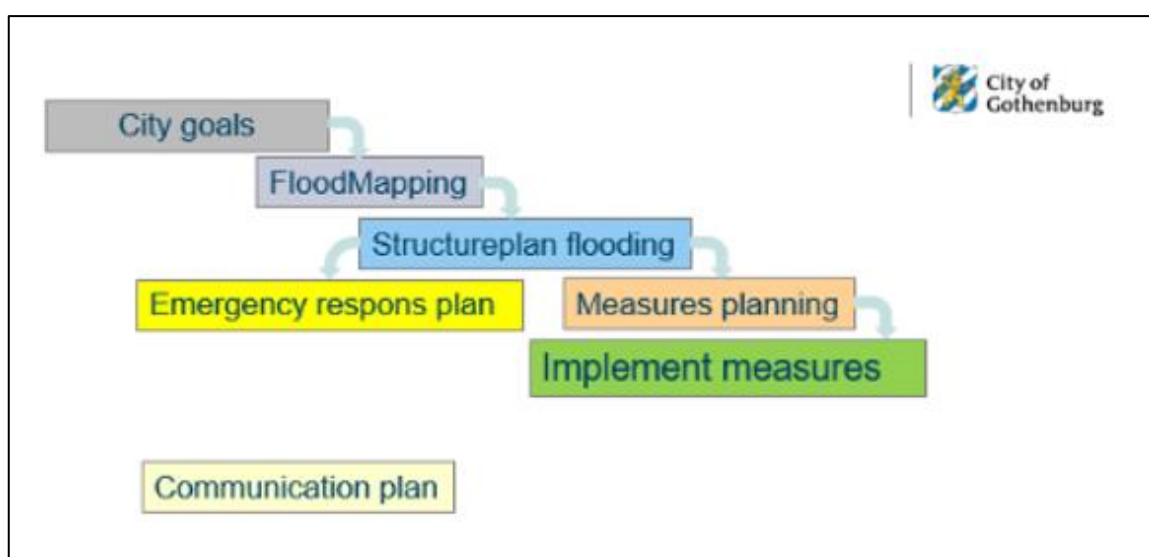 City of
Gothenburg
City goals
FloodMapping
Structureplan flooding
Emergency respons plan
Measures planning
Implement measures
Communication plan